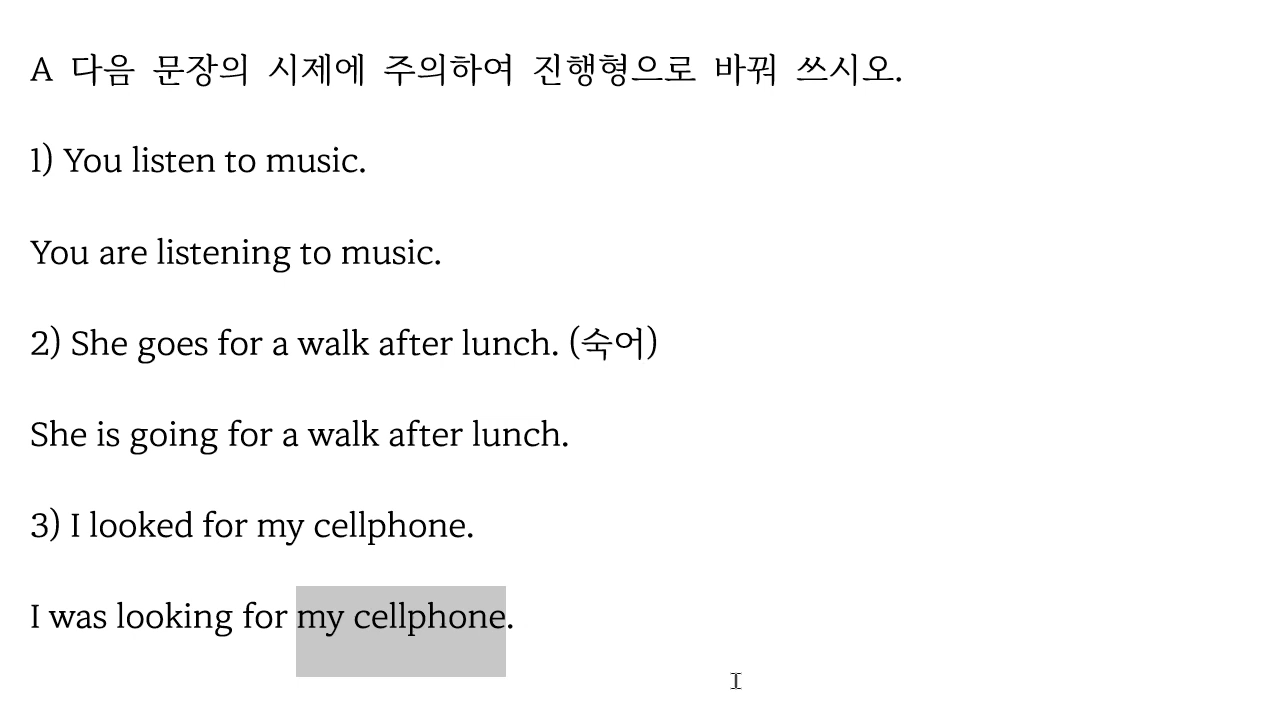 A 다음 문장의 시제에 주의하여 진행형으로 바꿔 쓰시오.
1) You listen to music.
You are listening to music.
2) She goes for a walk after lunch. (숙어)
She is going for a walk after lunch.
3) I looked for my cellphone.
I was looking for my cellphone.